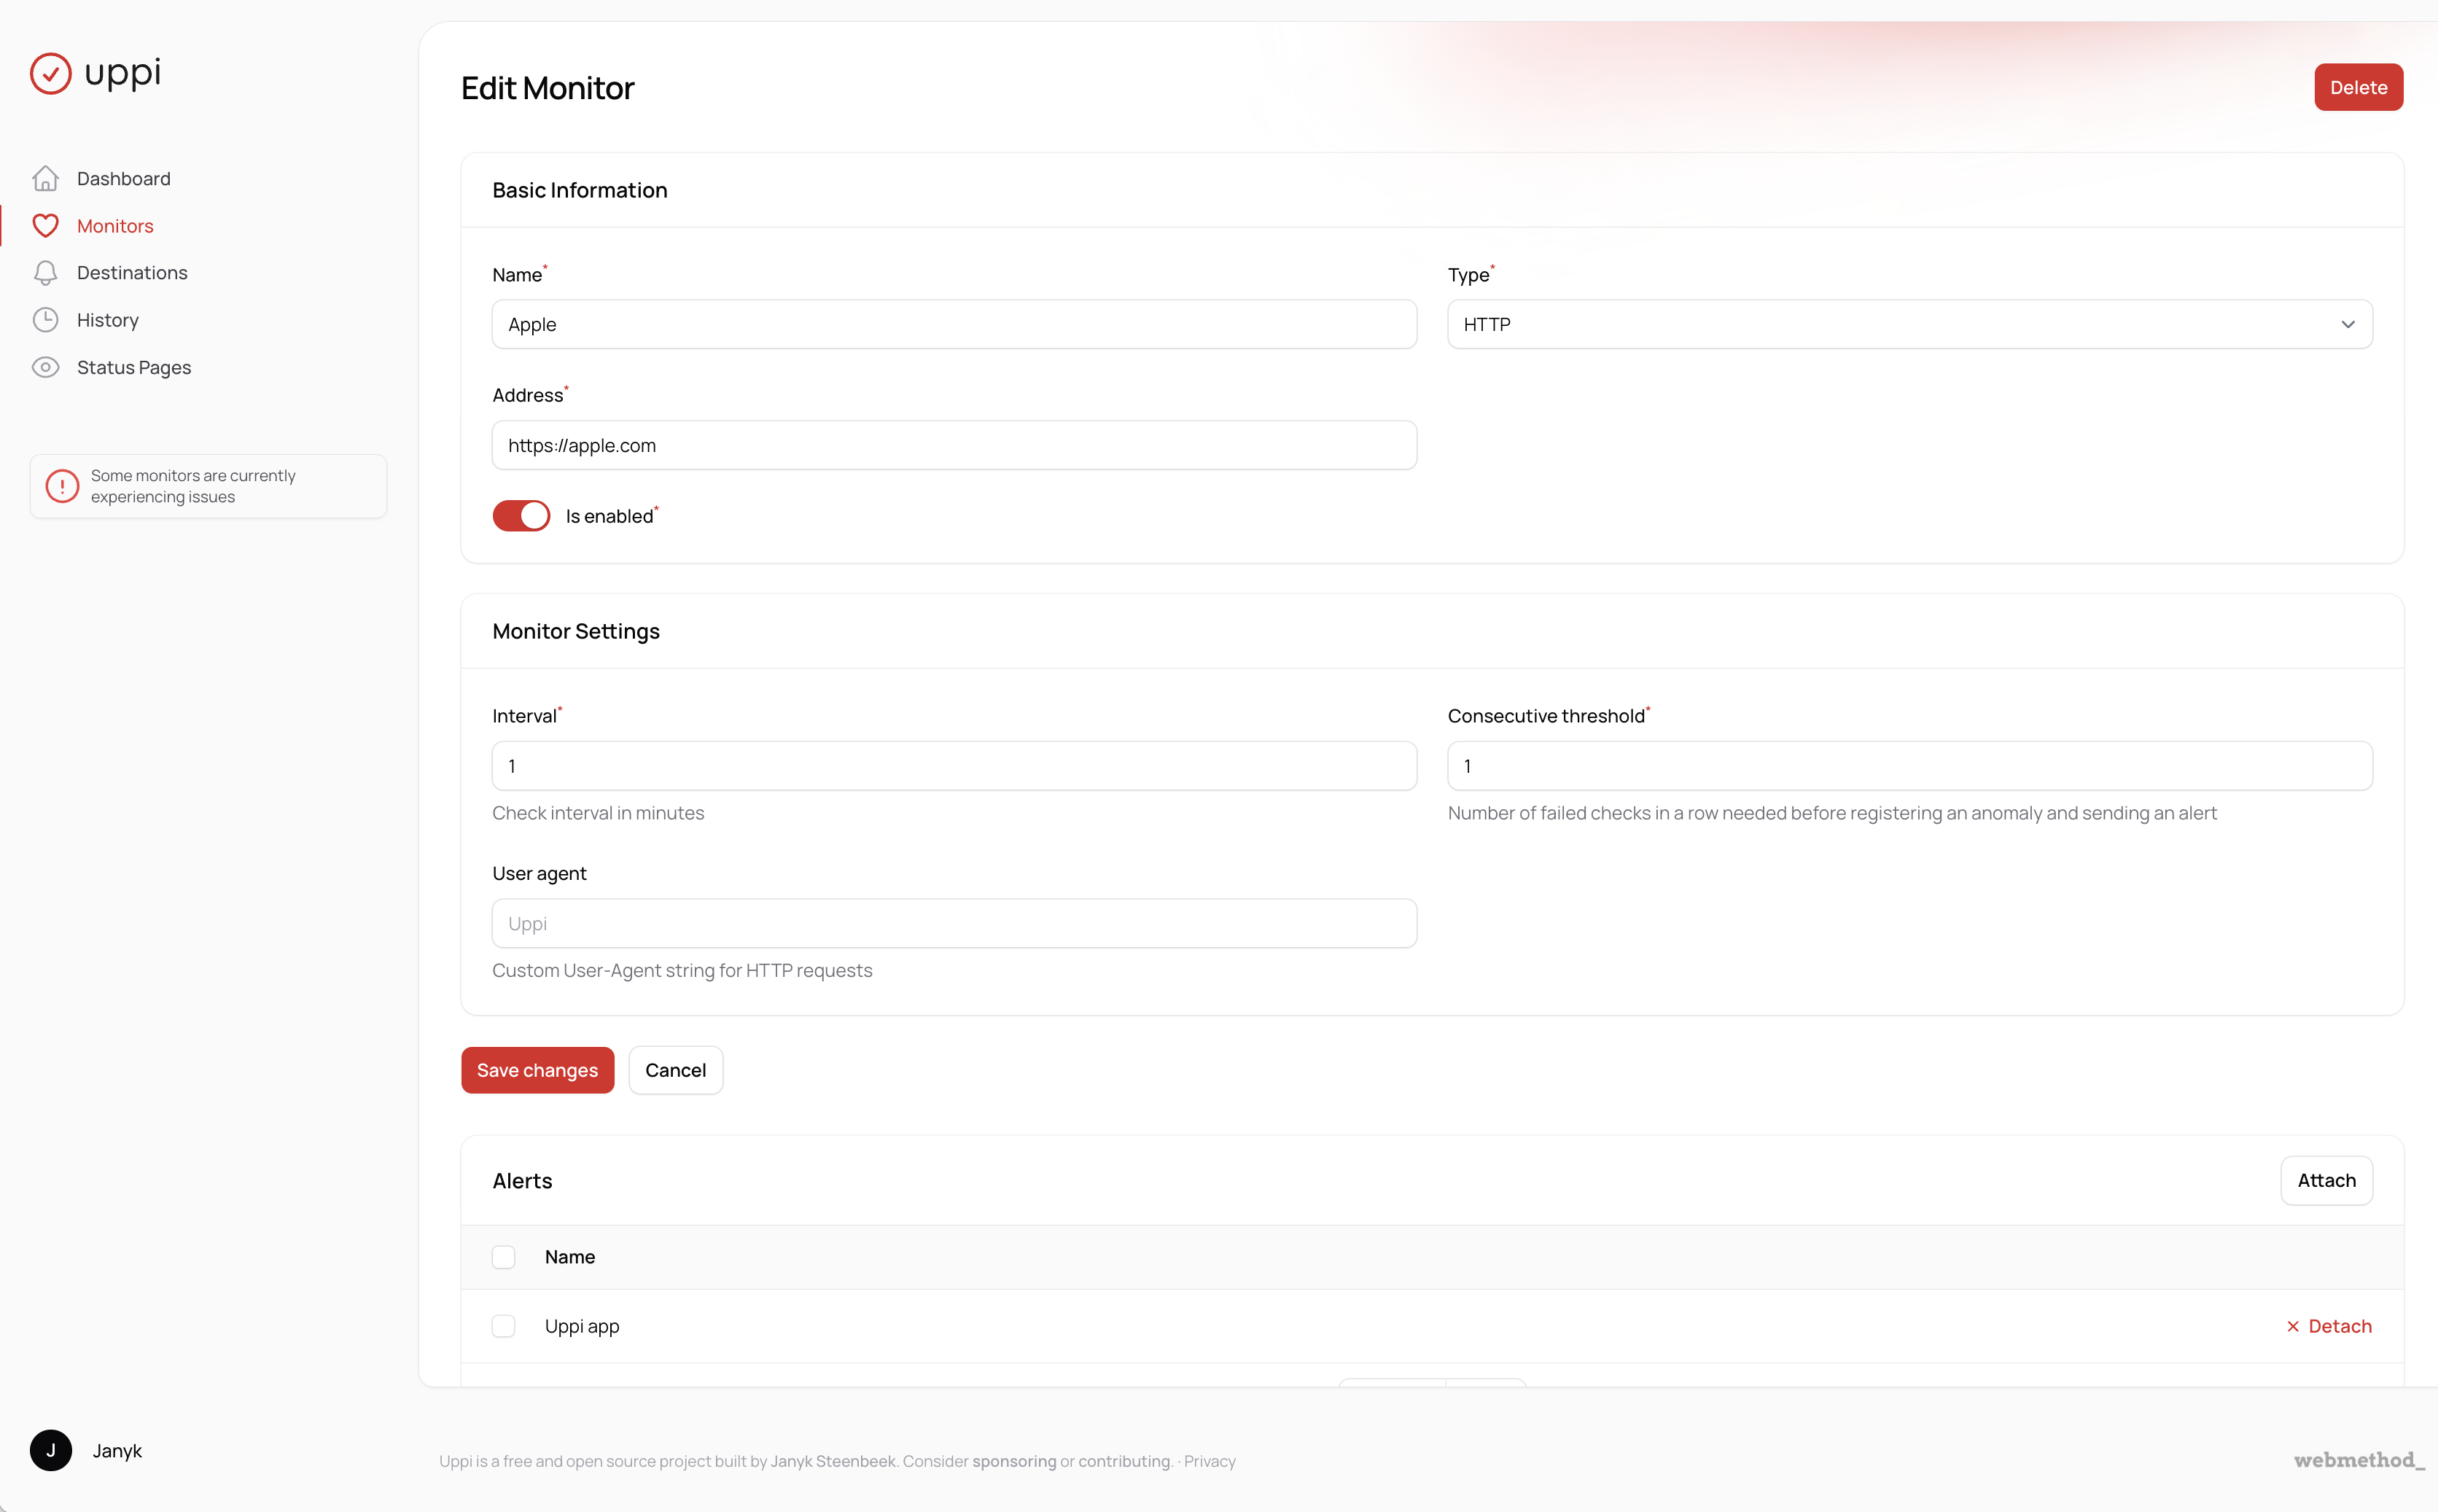 uppi
Dashboard
Monitors
Destinations
History
Status Pages
Some monitors are currently
experiencing issues
Edit Monitor
Delete
Basic Information
Name*
Type*
Apple
HTTP
Address*
https://apple.com
Is enabled*
Monitor Settings
Interval*
Consecutive threshold*
1
1
Check interval in minutes
Number of failed checks in a row needed before registering an anomaly and sending an alert
User agent
Uppi
Custom User-Agent string for HTTP requests
Save changes
Cancel
Alerts
Attach
Name
Uppi app
Detach
J
Janyk
Uppi is a free and open source project built by Janyk Steenbeek. Consider sponsoring or contributing. · Privacy
webmethod_